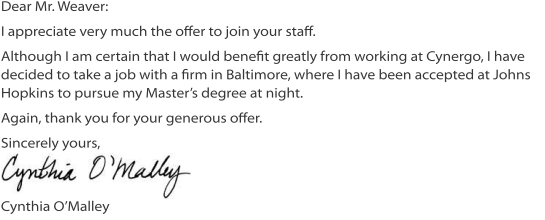 Dear Mr. Weaver:
I appreciate very much the offer to join your staff.
Although I am certain that I would benefit greatly from working at Cynergo, I have
decided to take a job with a firm in Baltimore, where I have been accepted at Johns
Hopkins to pursue my Master’s degree at night.
Again, thank you for your generous offer.
Sincerely yours,
Cynthia O’Malley
Cynthia O’Malley